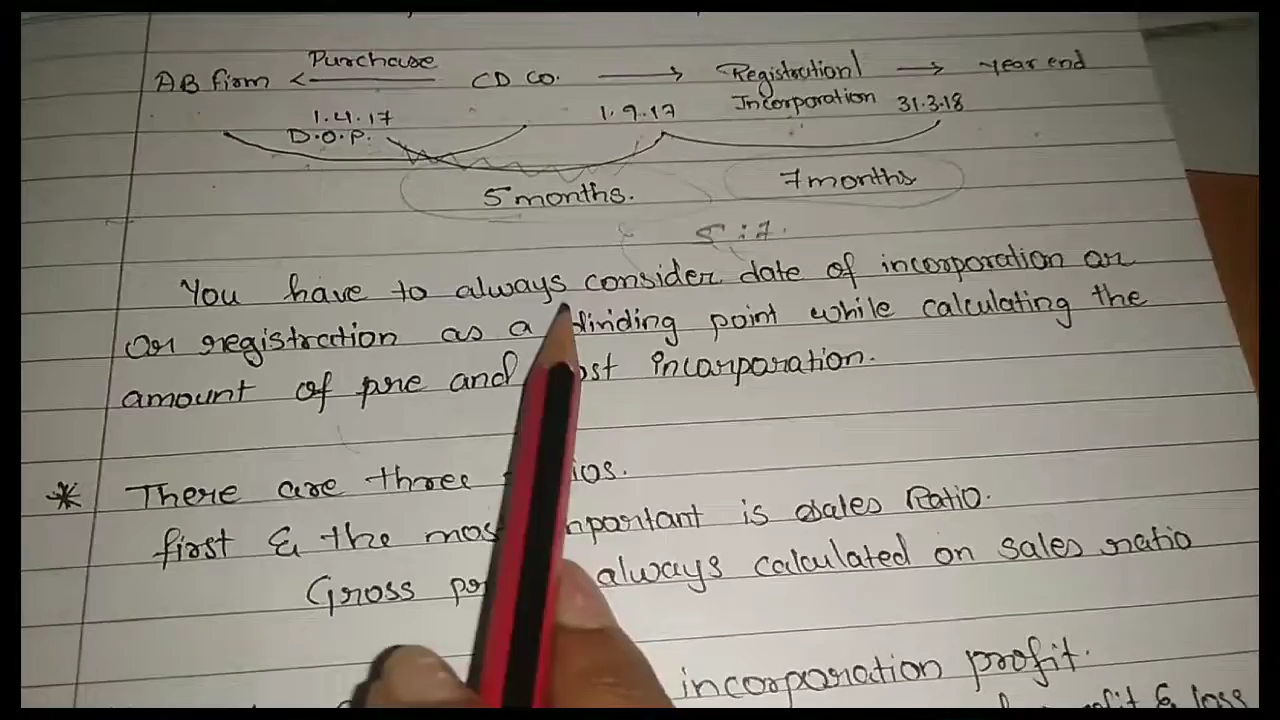 Purchase
AB firm <—— CD Co. ——> Registration/ —> year end
1.4.17 1.9.17 Incorporation 31.3.18
D.O.P.
5 months. 7 months
5:7.
You have to always consider date of incorporation or
or registration as a dividing point while calculating the
amount of pre and post incorporation.
* There are three
first & the most important is sales Ratio.
Gross always calculated on sales ratio
incorporation profit.
& loss